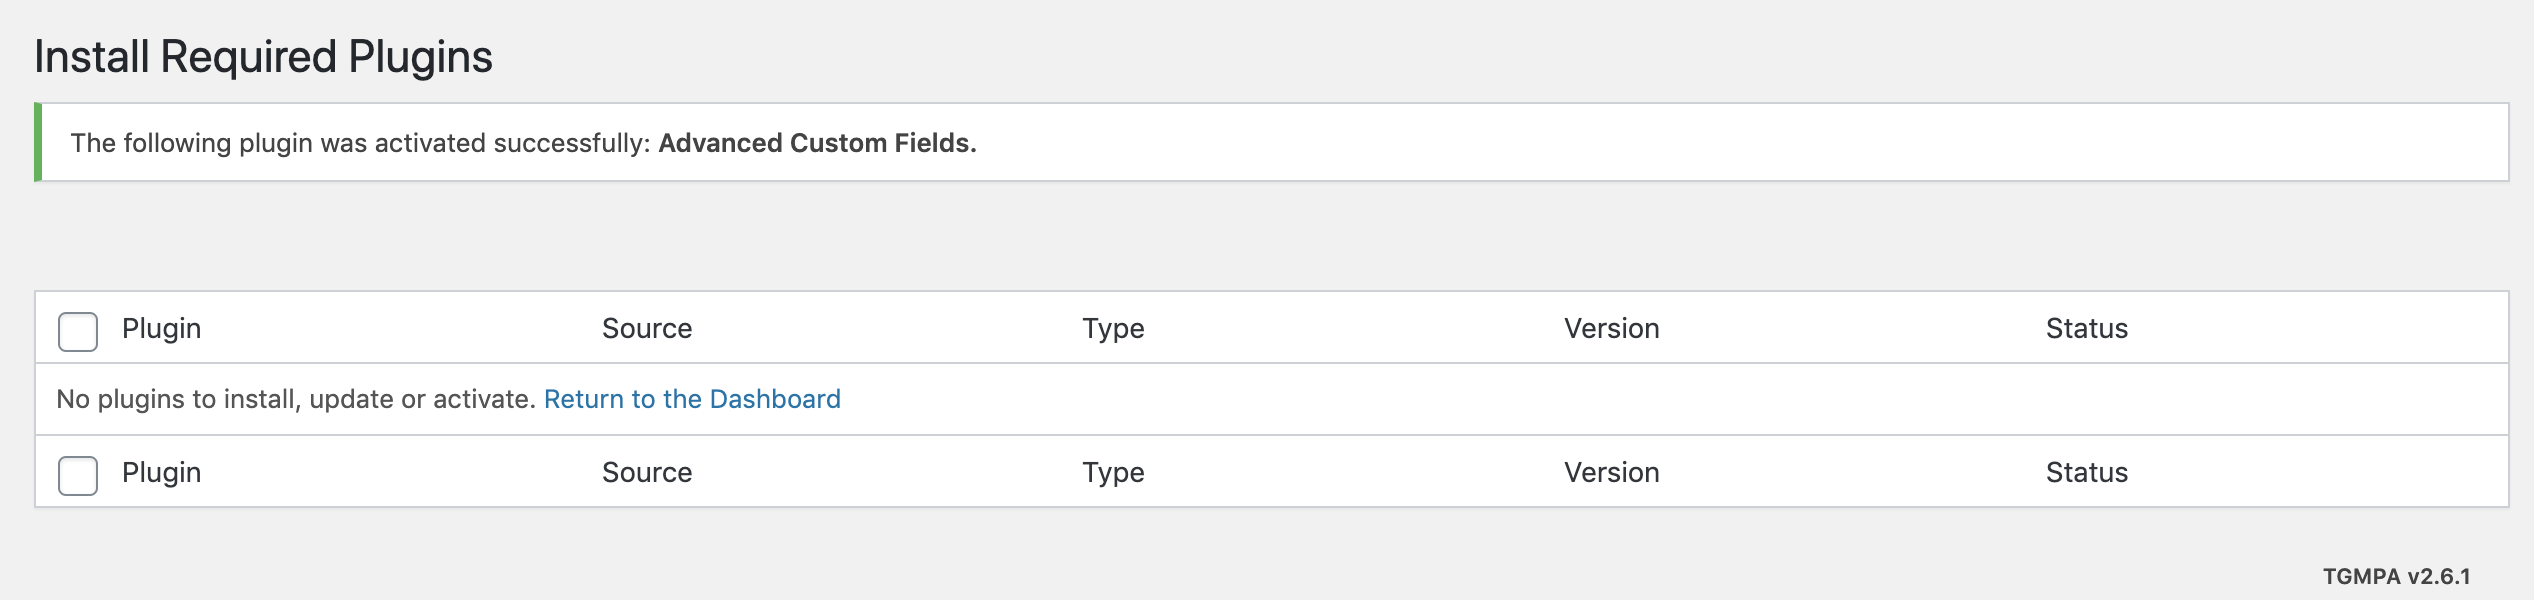 Install Required Plugins
The following plugin was activated successfully: Advanced Custom Fields.
Plugin Source Type Version Status
No plugins to install, update or activate. Return to the Dashboard
Plugin Source Type Version Status
TGMPA v2.6.1